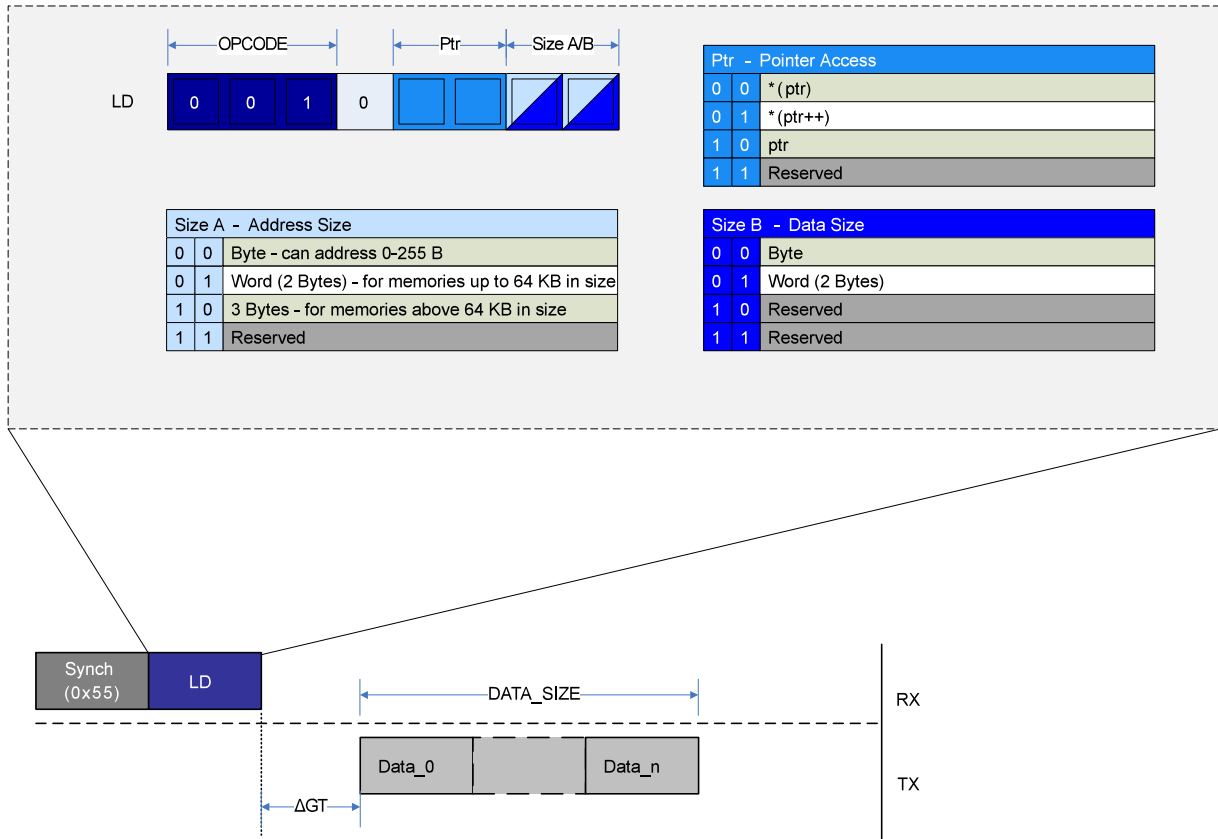 OPCODE Ptr Size A/B
LD 0 0 1 0
Ptr - Pointer Access
0 0 *(ptr)
0 1 *(ptr++)
1 0 ptr
1 1 Reserved
Size A - Address Size
0 0 Byte - can address 0-255 B
0 1 Word (2 Bytes) - for memories up to 64 KB in size
1 0 3 Bytes - for memories above 64 KB in size
1 1 Reserved
Size B - Data Size
0 0 Byte
0 1 Word (2 Bytes)
1 0 Reserved
1 1 Reserved
Synch
(0x55)
LD
DATA_SIZE
RX
Data_0 Data_n
TX
ΔGT